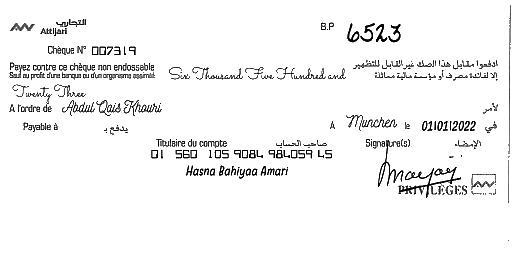 التجاري
Attijari
B.P 6523
Chèque N° 007319
Payez contre ce chèque non endossable
ادفعوا مقابل هذا الصك غير القابل للتظهير
Sauf au profit d'une banque ou d'un organisme assimilé
إلا لفائدة مصرف أو مؤسسة مالية مماثلة
Six Thousand Five Hundred and
Twenty Three
A l'ordre de Abdul Qais Khouri لأمر
Payable à يدفع بـ
A Munchen le 01/01/2022 في
Titulaire du compte صاحب الحساب
Signature(s) الإمضاء
01 560 105 9084 984059 45
Hasna Bahiyaa Amari
PRIVILÈGES